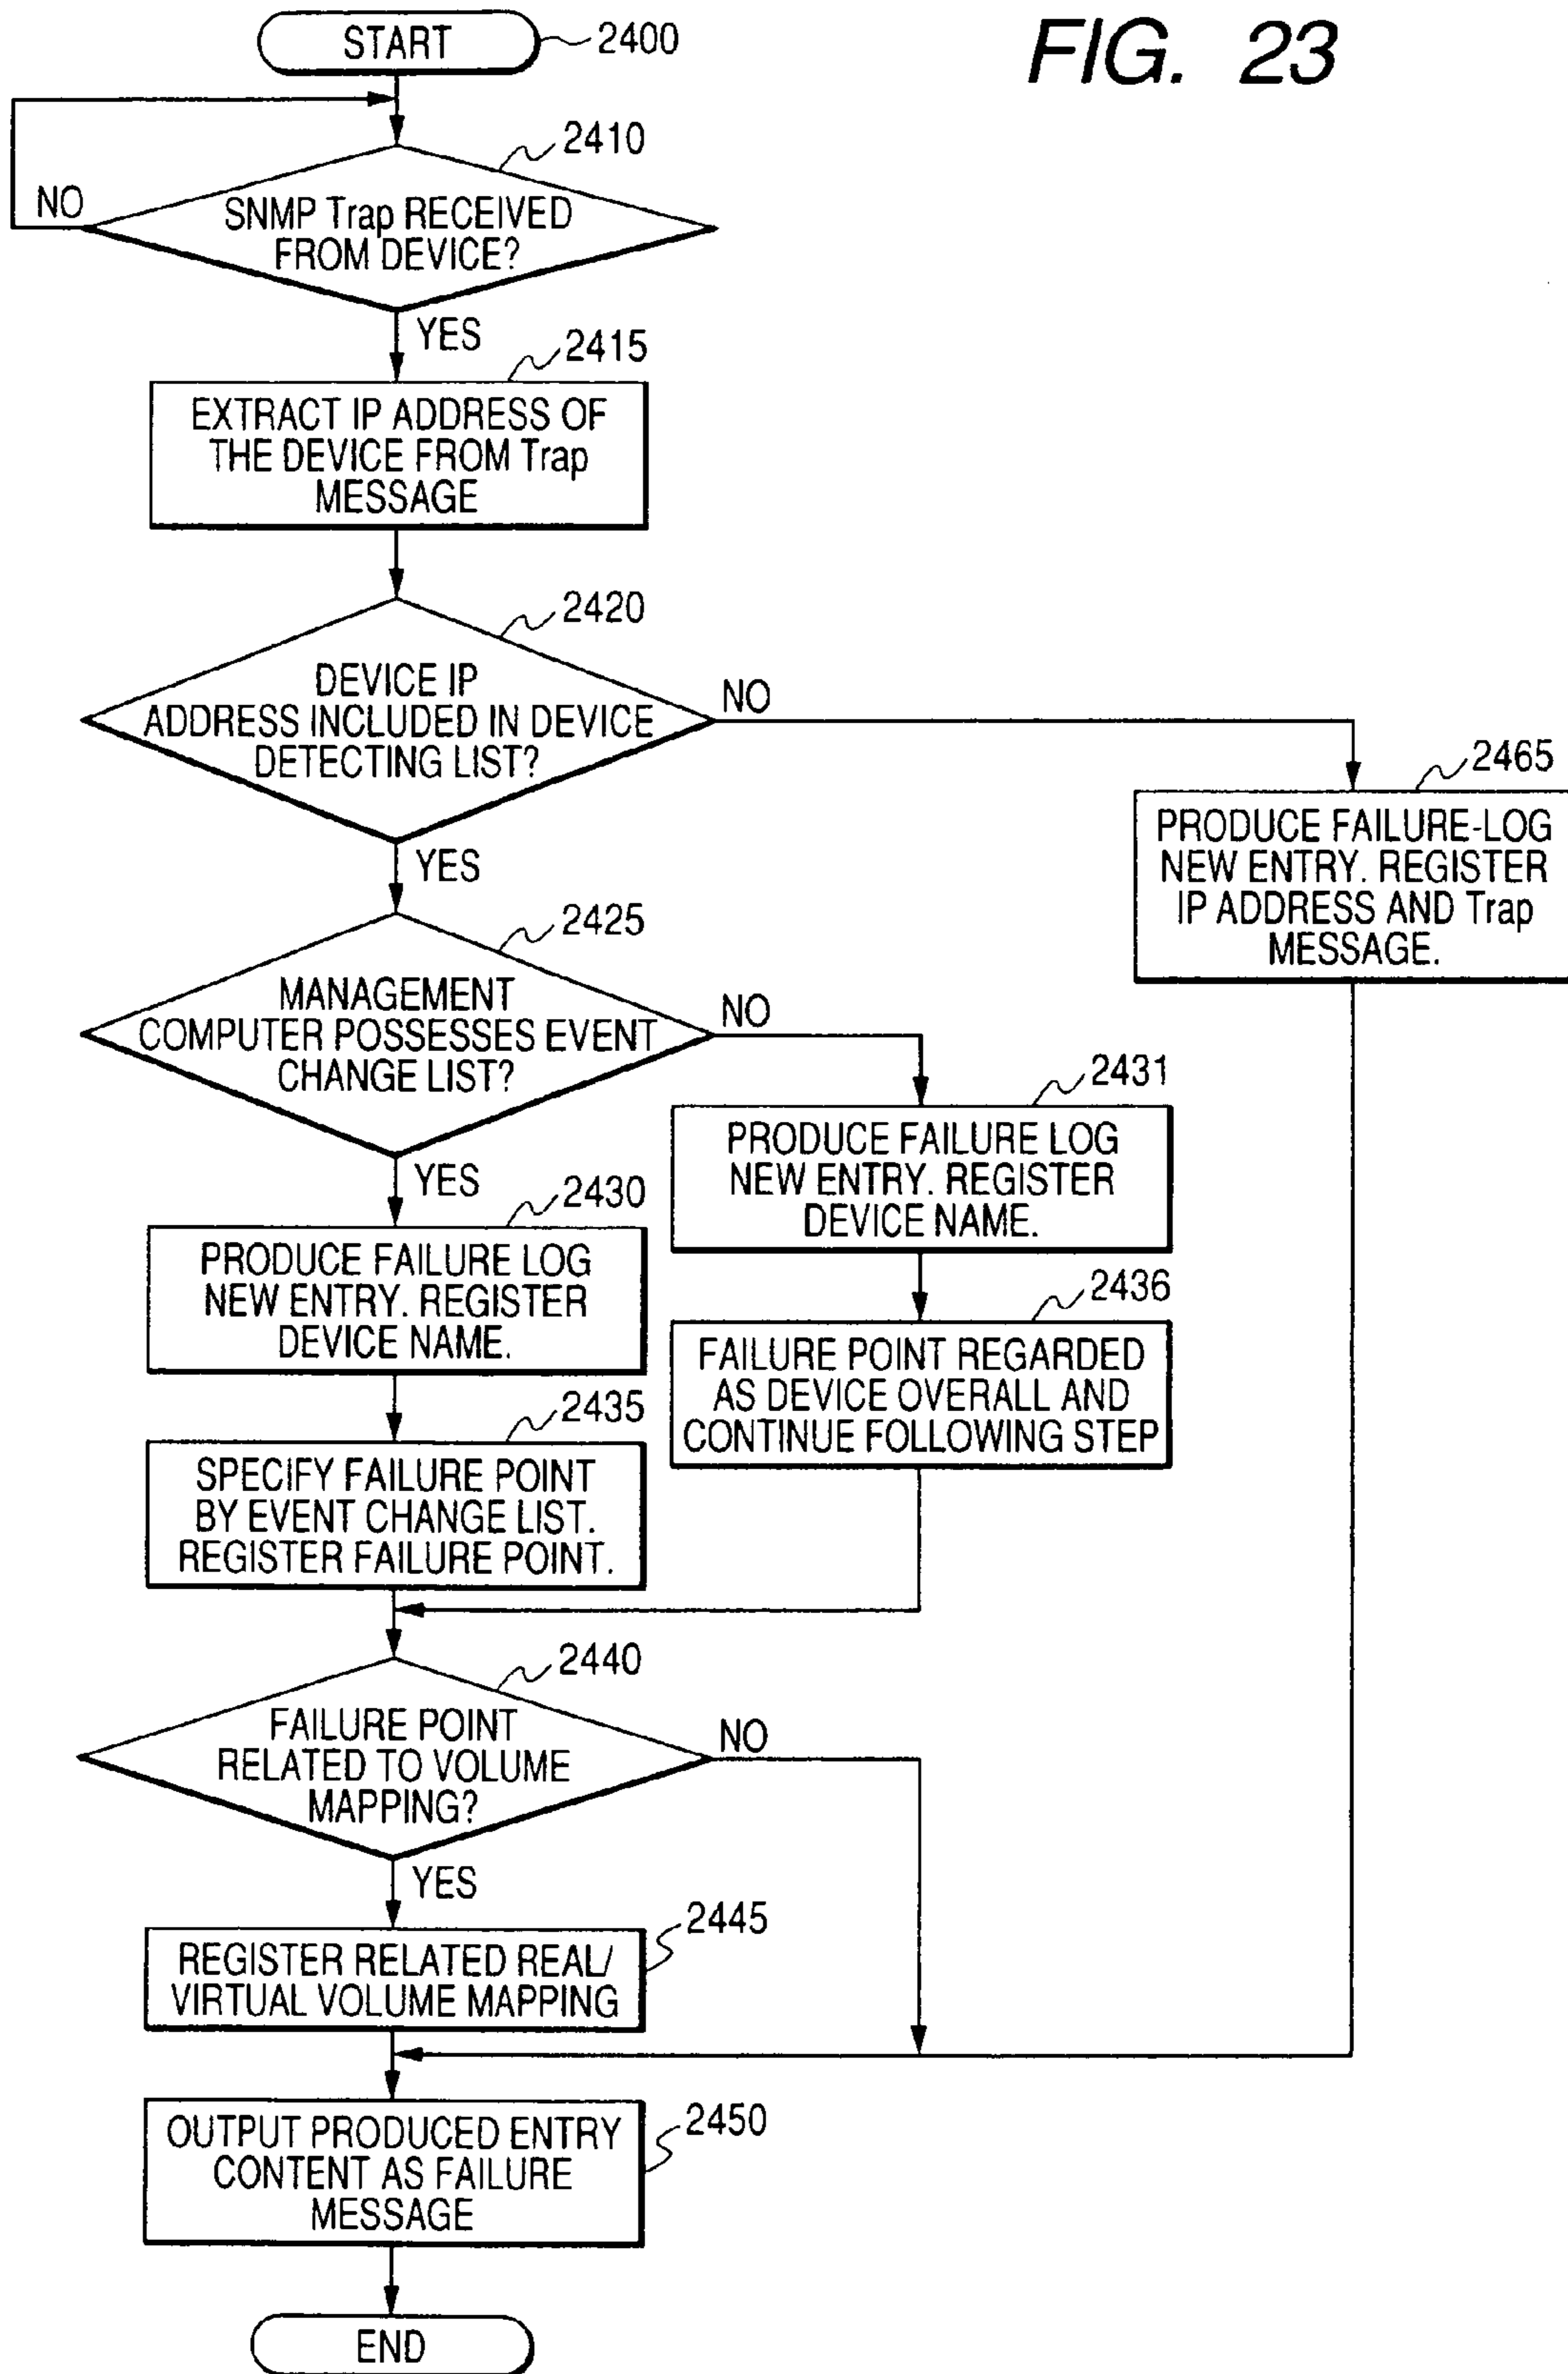 FIG. 23
START
2400
2410
NO
SNMP Trap RECEIVED
FROM DEVICE?
YES
2415
EXTRACT IP ADDRESS OF
THE DEVICE FROM Trap
MESSAGE
2420
DEVICE IP
ADDRESS INCLUDED IN DEVICE
DETECTING LIST?
NO
YES
2465
PRODUCE FAILURE-LOG
NEW ENTRY. REGISTER
IP ADDRESS AND Trap
MESSAGE.
2425
MANAGEMENT
COMPUTER POSSESSES EVENT
CHANGE LIST?
NO
YES
2431
PRODUCE FAILURE LOG
NEW ENTRY. REGISTER
DEVICE NAME.
2430
PRODUCE FAILURE LOG
NEW ENTRY. REGISTER
DEVICE NAME.
2436
FAILURE POINT REGARDED
AS DEVICE OVERALL AND
CONTINUE FOLLOWING STEP
2435
SPECIFY FAILURE POINT
BY EVENT CHANGE LIST.
REGISTER FAILURE POINT.
2440
FAILURE POINT
RELATED TO VOLUME
MAPPING?
NO
YES
2445
REGISTER RELATED REAL/
VIRTUAL VOLUME MAPPING
2450
OUTPUT PRODUCED ENTRY
CONTENT AS FAILURE
MESSAGE
END